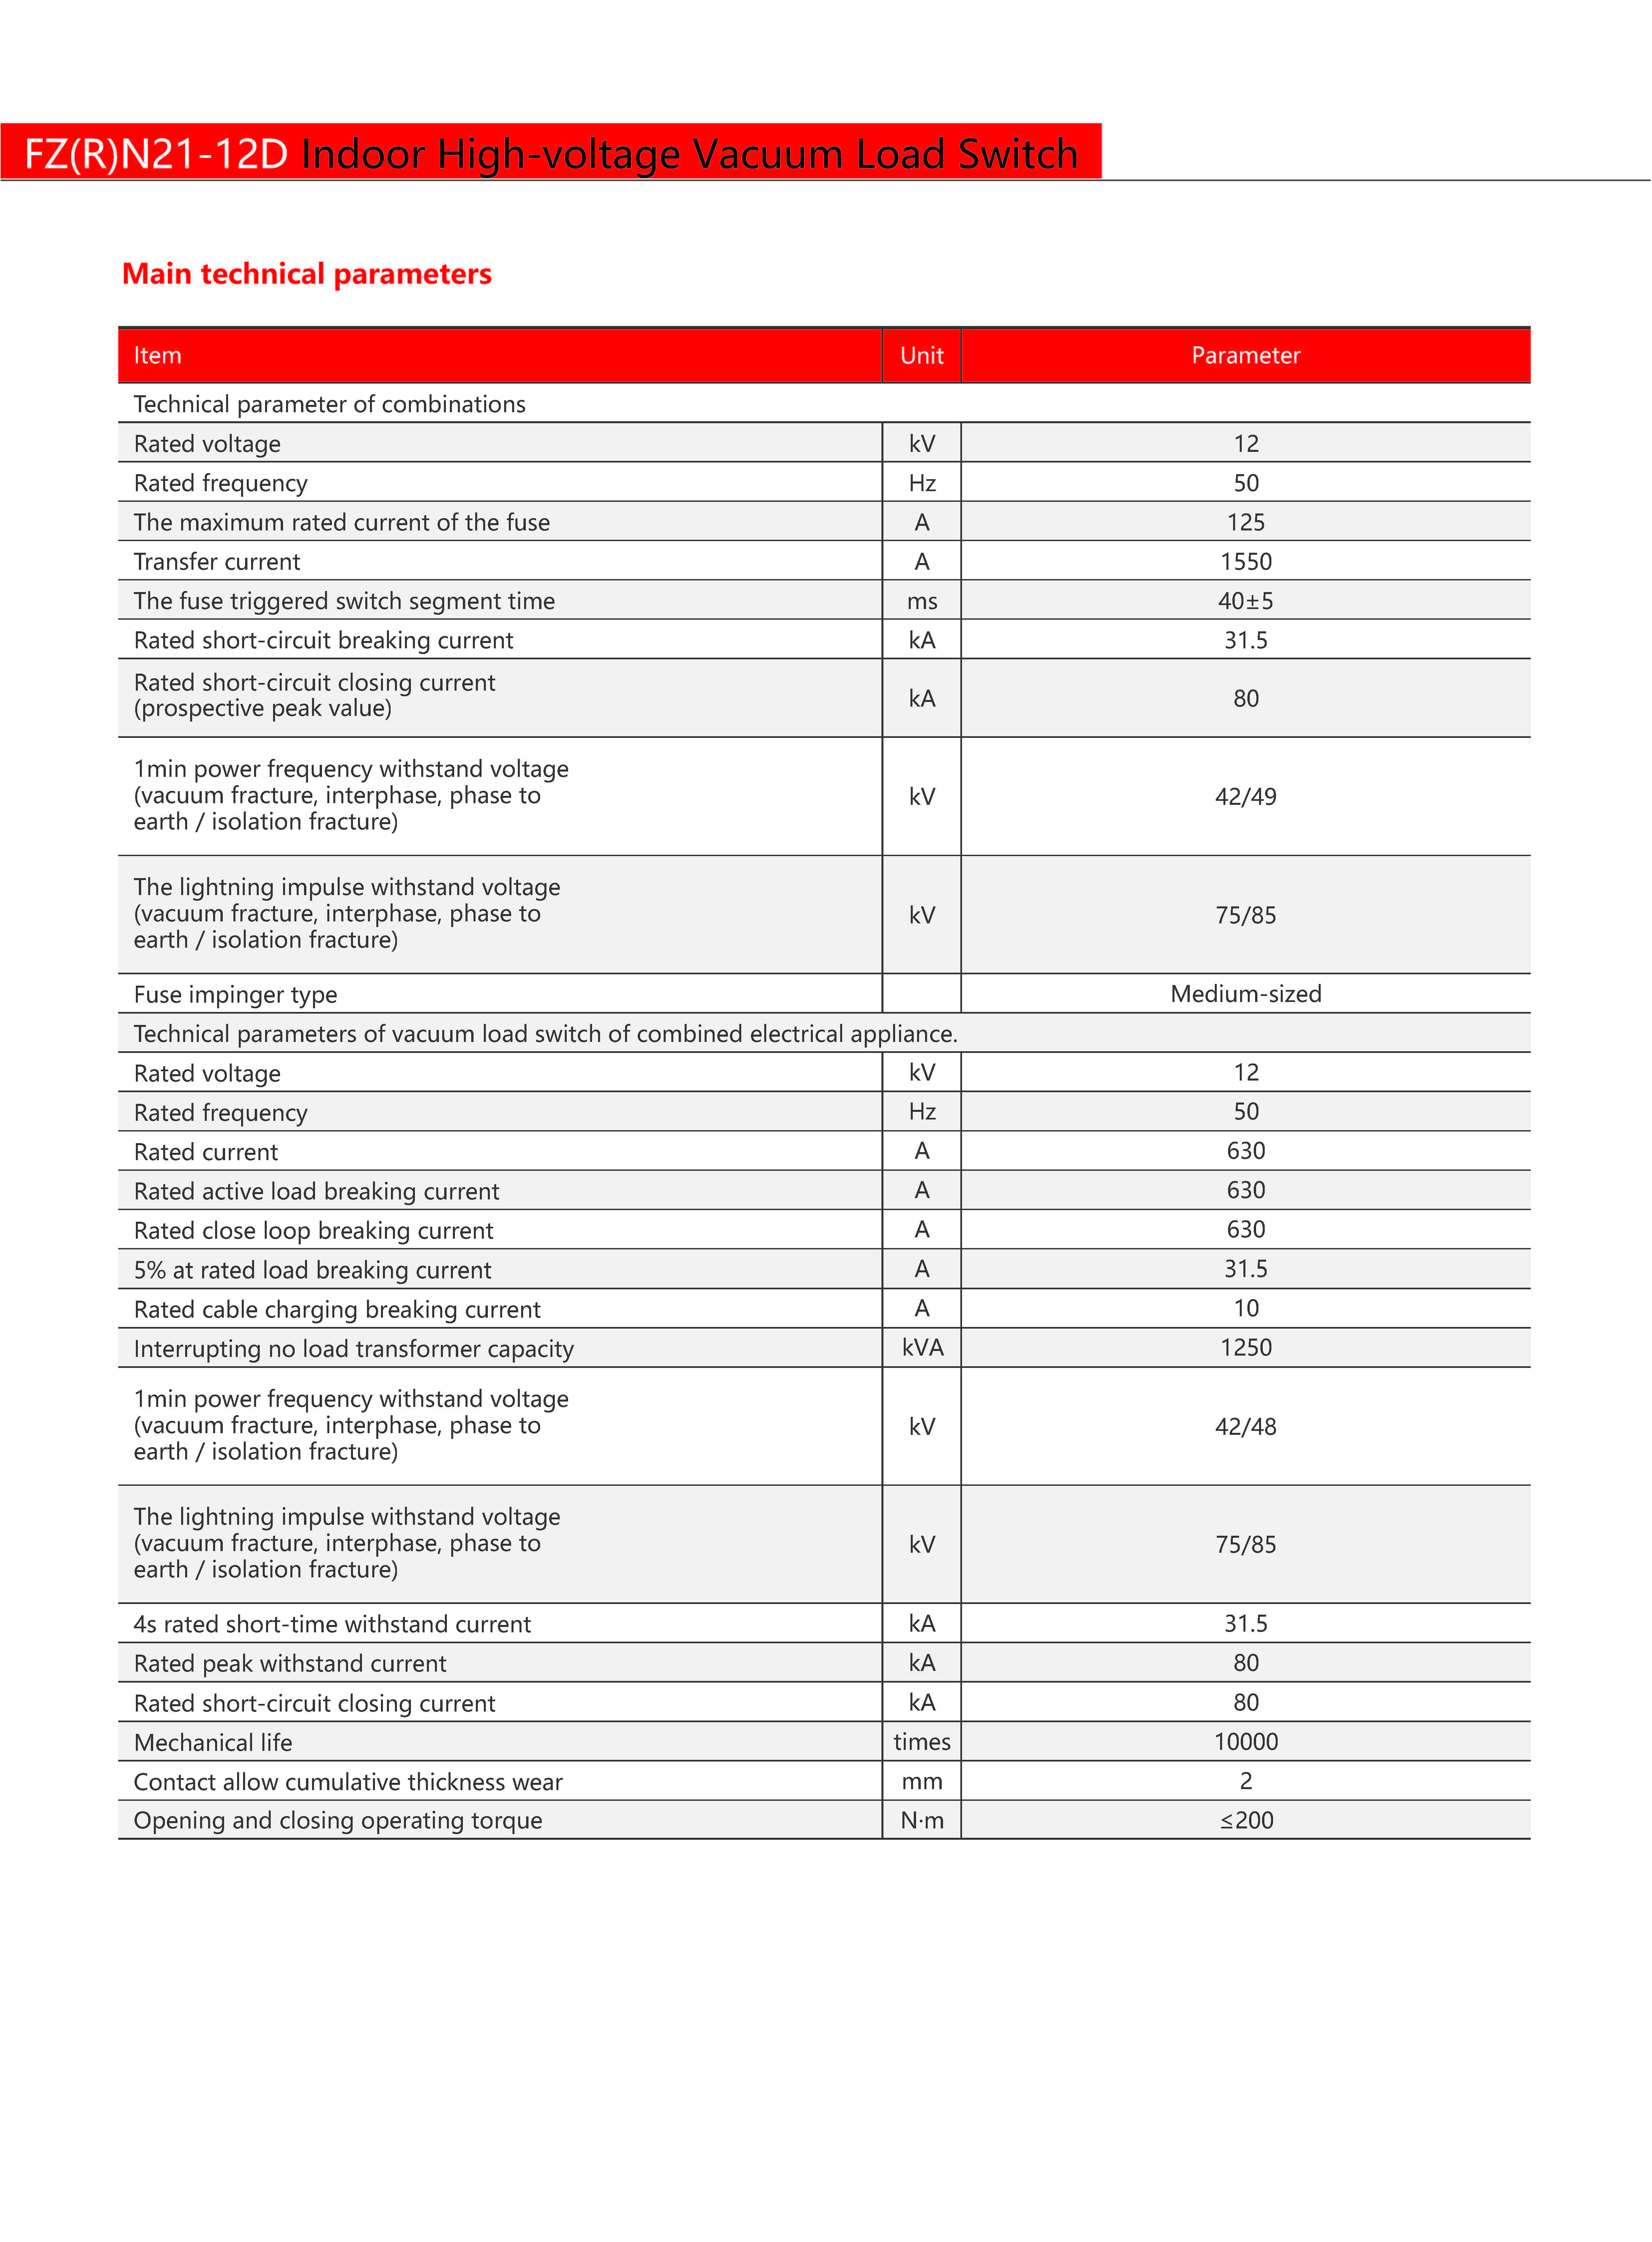 FZ(R)N21-12D Indoor High-voltage Vacuum Load Switch
Main technical parameters
Item Unit Parameter
Technical parameter of combinations
Rated voltage kV 12
Rated frequency Hz 50
The maximum rated current of the fuse A 125
Transfer current A 1550
The fuse triggered switch segment time ms 40±5
Rated short-circuit breaking current kA 31.5
Rated short-circuit closing current
(prospective peak value) kA 80
1min power frequency withstand voltage
(vacuum fracture, interphase, phase to
earth / isolation fracture) kV 42/49
The lightning impulse withstand voltage
(vacuum fracture, interphase, phase to
earth / isolation fracture) kV 75/85
Fuse impinger type Medium-sized
Technical parameters of vacuum load switch of combined electrical appliance.
Rated voltage kV 12
Rated frequency Hz 50
Rated current A 630
Rated active load breaking current A 630
Rated close loop breaking current A 630
5% at rated load breaking current A 31.5
Rated cable charging breaking current A 10
Interrupting no load transformer capacity kVA 1250
1min power frequency withstand voltage
(vacuum fracture, interphase, phase to
earth / isolation fracture) kV 42/48
The lightning impulse withstand voltage
(vacuum fracture, interphase, phase to
earth / isolation fracture) kV 75/85
4s rated short-time withstand current kA 31.5
Rated peak withstand current kA 80
Rated short-circuit closing current kA 80
Mechanical life times 10000
Contact allow cumulative thickness wear mm 2
Opening and closing operating torque N·m ≤200